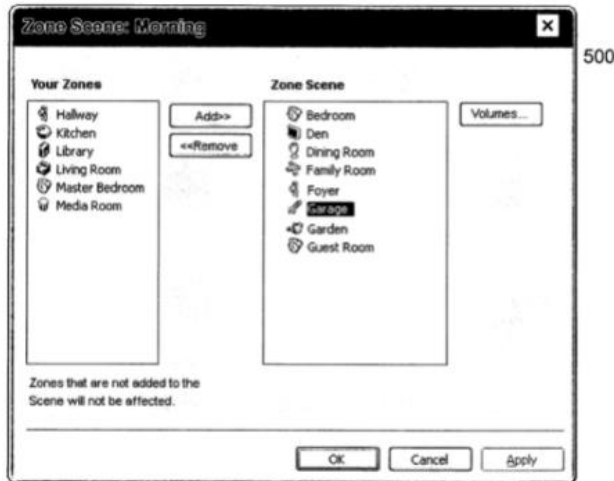 Zone Scene: Morning
500
Your Zones
Hallway
Kitchen
Library
Living Room
Master Bedroom
Media Room
Add>>
<<Remove
Zone Scene
Bedroom
Den
Dining Room
Family Room
Foyer
Garage
Garden
Guest Room
Volumes...
Zones that are not added to the
Scene will not be affected.
OK
Cancel
Apply